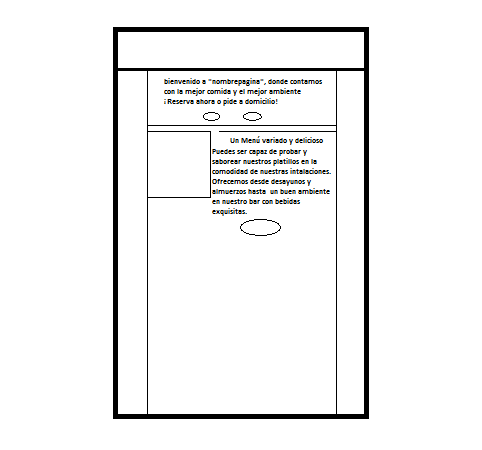 bienvenido a "nombrepagina", donde contamos
con la mejor comida y el mejor ambiente
¡Reserva ahora o pide a domicilio!
Un Menú variado y delicioso
Puedes ser capaz de probar y
saborear nuestros platillos en la
comodidad de nuestras intalaciones.
Ofrecemos desde desayunos y
almuerzos hasta un buen ambiente
en nuestro bar con bebidas
exquisitas.